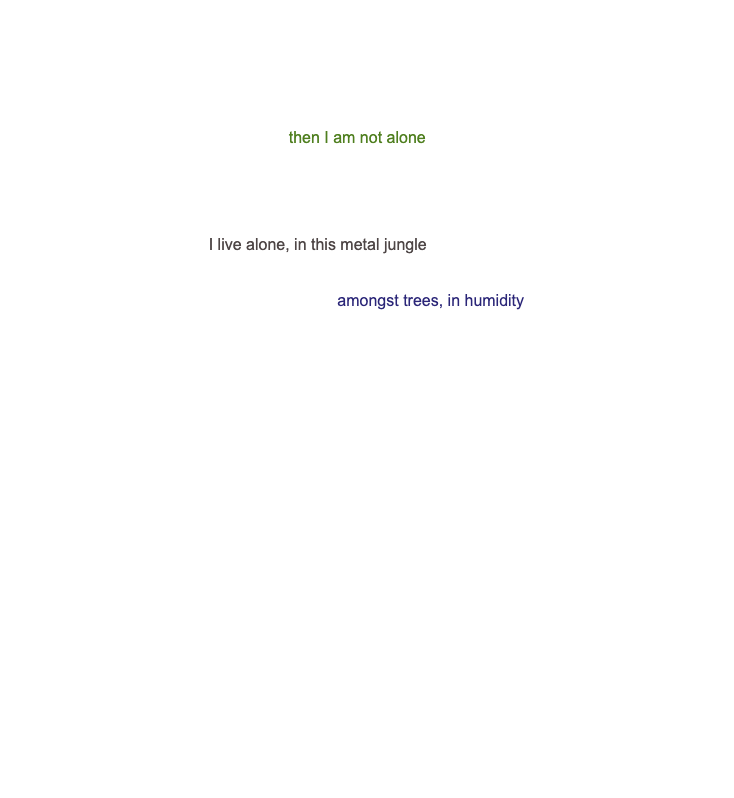 then I am not alone
I live alone, in this metal jungle
amongst trees, in humidity